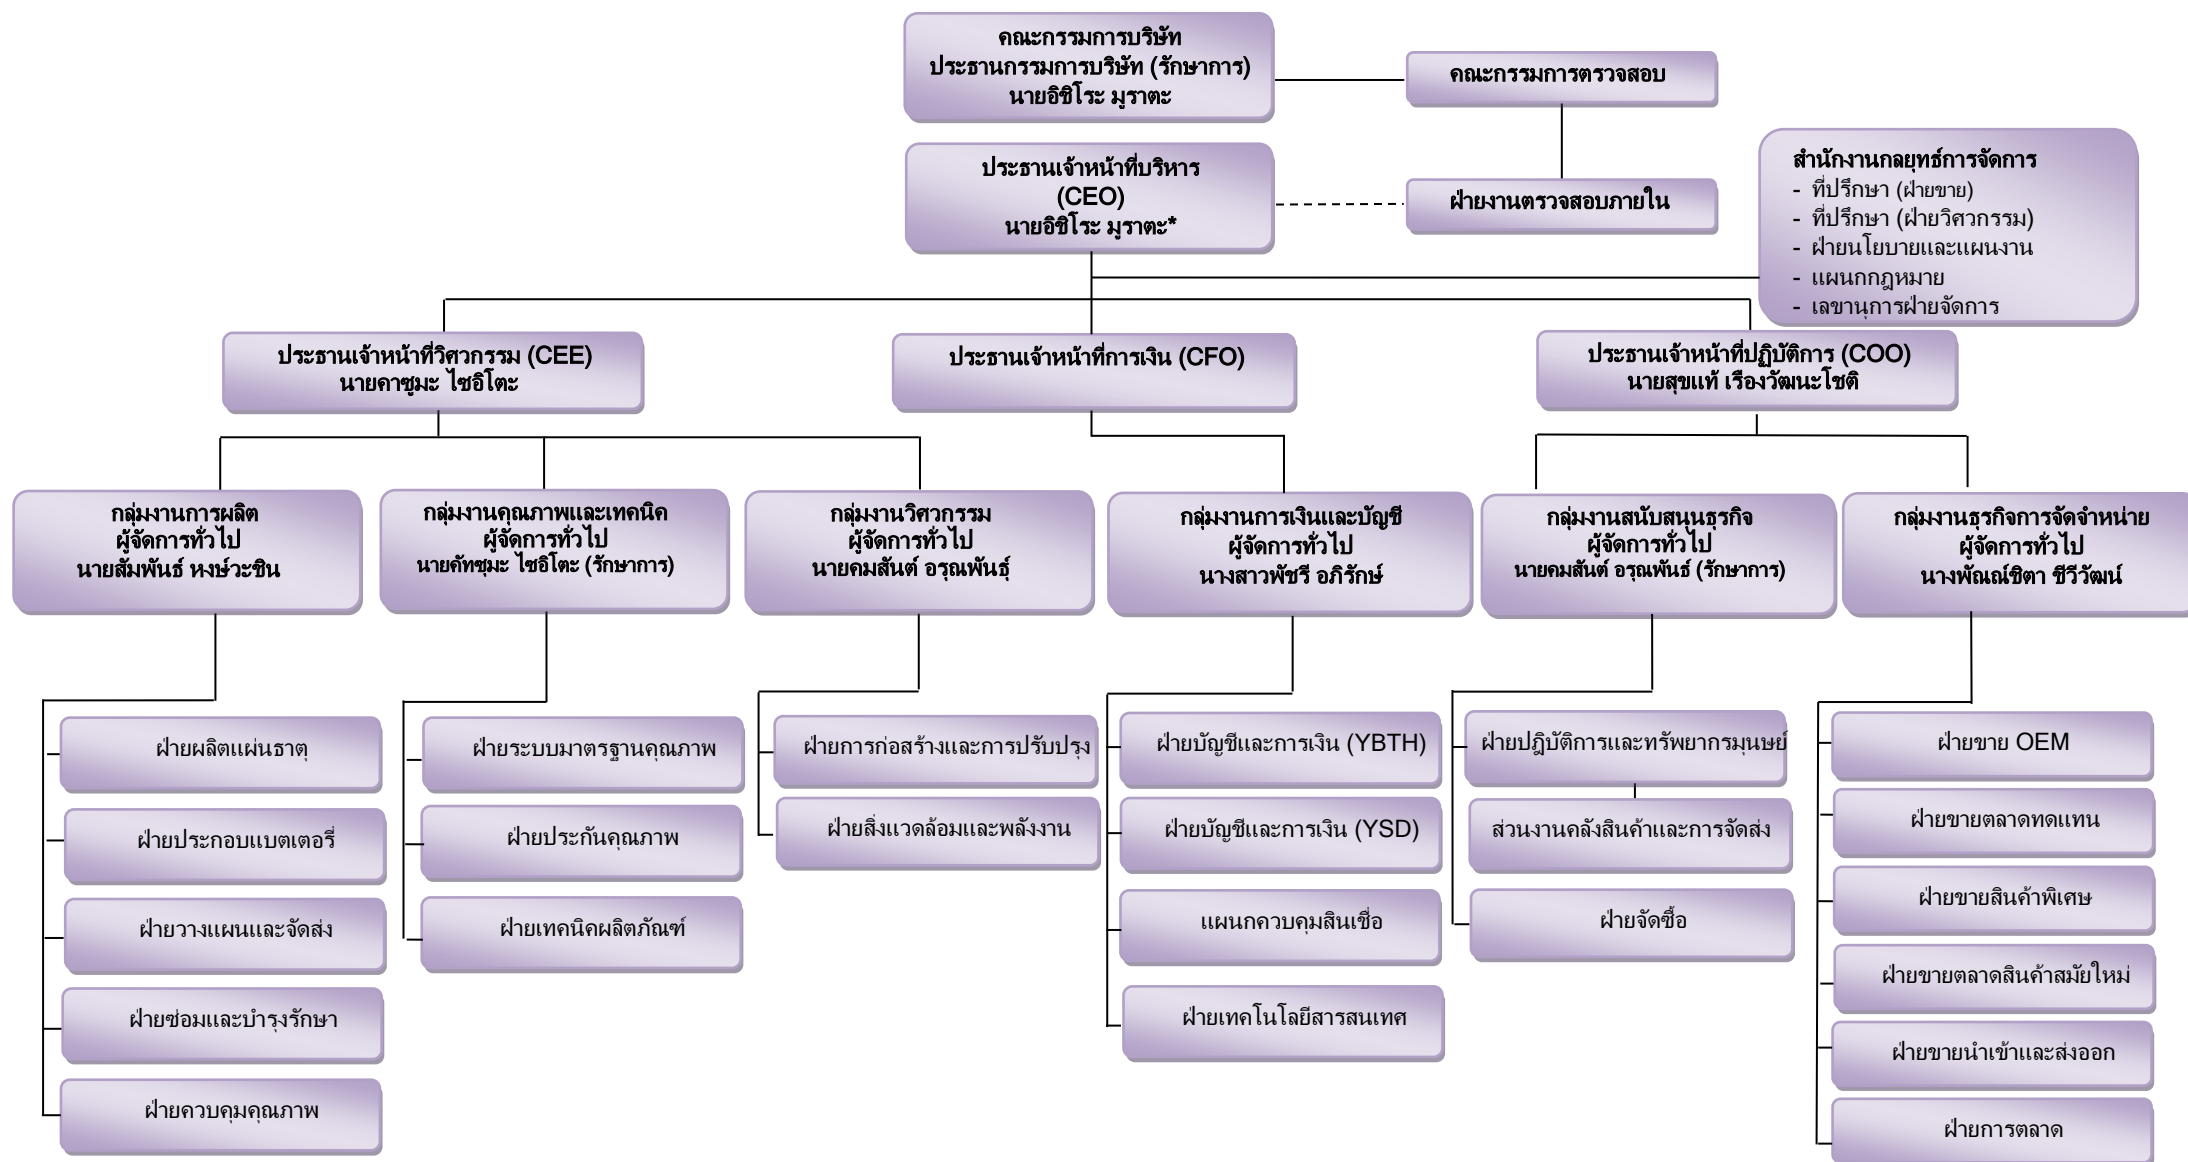 คณะกรรมการบริษัท
ประธานกรรมการบริษัท (รักษาการ)
นายอิชิโระ มูราตะ
คณะกรรมการตรวจสอบ
ประธานเจ้าหน้าที่บริหาร
(CEO)
นายอิชิโระ มูราตะ*
ฝ่ายงานตรวจสอบภายใน
สำนักงานกลยุทธ์การจัดการ
- ที่ปรึกษา (ฝ่ายขาย)
- ที่ปรึกษา (ฝ่ายวิศวกรรม)
- ฝ่ายนโยบายและแผนงาน
- แผนกกฎหมาย
- เลขานุการฝ่ายจัดการ
ประธานเจ้าหน้าที่วิศวกรรม (CEE)
นายคาซูมะ ไซอิโตะ
ประธานเจ้าหน้าที่การเงิน (CFO)
ประธานเจ้าหน้าที่ปฏิบัติการ (COO)
นายสุขแท้ เรืองวัฒนะโชติ
กลุ่มงานการผลิต
ผู้จัดการทั่วไป
นายสัมพันธ์ หงษ์วะชิน
กลุ่มงานคุณภาพและเทคนิค
ผู้จัดการทั่วไป
นายคัทซุมะ ไซอิโตะ (รักษาการ)
กลุ่มงานวิศวกรรม
ผู้จัดการทั่วไป
นายคมสันต์ อรุณพันธุ์
กลุ่มงานการเงินและบัญชี
ผู้จัดการทั่วไป
นางสาวพัชรี อภิรักษ์
กลุ่มงานสนับสนุนธุรกิจ
ผู้จัดการทั่วไป
นายคมสันต์ อรุณพันธ์ (รักษาการ)
กลุ่มงานธุรกิจการจัดจำหน่าย
ผู้จัดการทั่วไป
นางพัณณ์ชิตา ชีวีวัฒน์
ฝ่ายผลิตแผ่นธาตุ
ฝ่ายประกอบแบตเตอรี่
ฝ่ายวางแผนและจัดส่ง
ฝ่ายซ่อมและบำรุงรักษา
ฝ่ายควบคุมคุณภาพ
ฝ่ายระบบมาตรฐานคุณภาพ
ฝ่ายประกันคุณภาพ
ฝ่ายเทคนิคผลิตภัณฑ์
ฝ่ายการก่อสร้างและการปรับปรุง
ฝ่ายสิ่งแวดล้อมและพลังงาน
ฝ่ายบัญชีและการเงิน (YBTH)
ฝ่ายบัญชีและการเงิน (YSD)
แผนกควบคุมสินเชื่อ
ฝ่ายเทคโนโลยีสารสนเทศ
ฝ่ายปฎิบัติการและทรัพยากรมุนษย์
ส่วนงานคลังสินค้าและการจัดส่ง
ฝ่ายจัดซื้อ
ฝ่ายขาย OEM
ฝ่ายขายตลาดทดแทน
ฝ่ายขายสินค้าพิเศษ
ฝ่ายขายตลาดสินค้าสมัยใหม่
ฝ่ายขายนำเข้าและส่งออก
ฝ่ายการตลาด